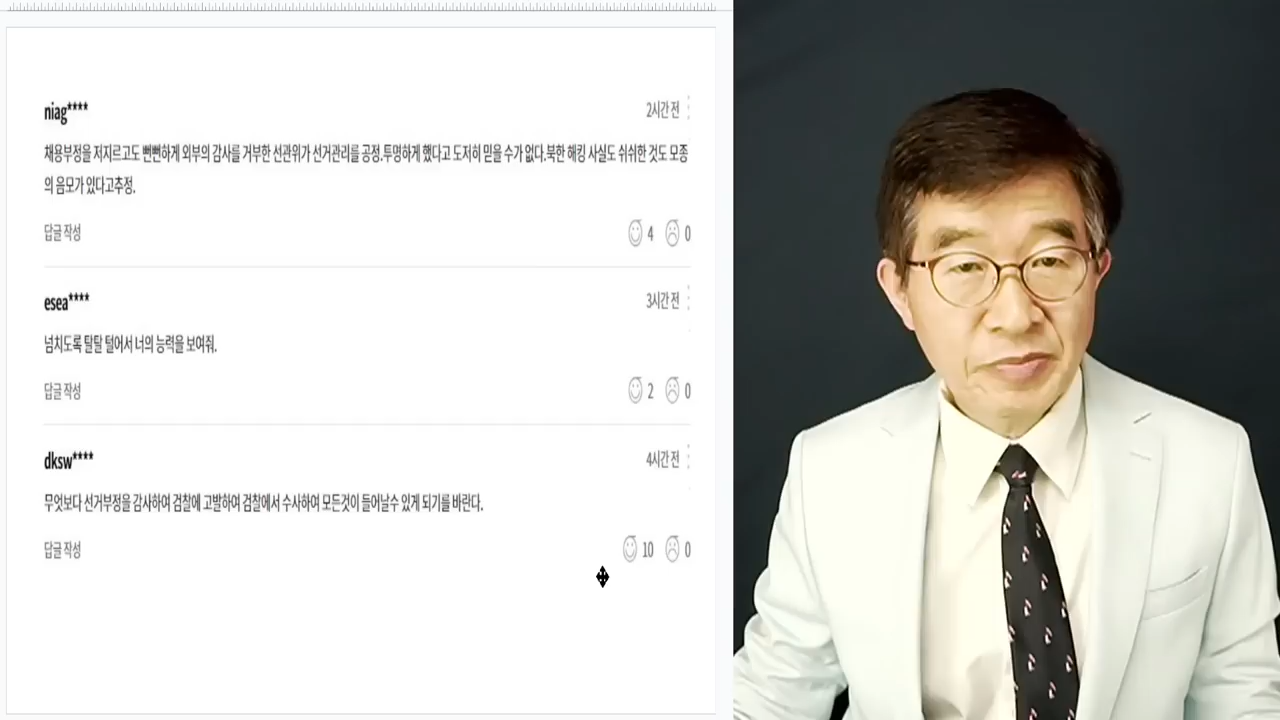 niag****
2시간 전
채용부정을 저지르고도 뻔뻔하게 외부의 감사를 거부한 선관위가 선거관리를 공정.투명하게 했다고 도저히 믿을 수가 없다.북한 해킹 사실도 쉬쉬한 것도 모종
의 음모가 있다고추정.
답글 작성
4 0
esea****
3시간 전
넘치도록 탈탈 털어서 너의 능력을 보여줘.
답글 작성
2 0
dksw****
4시간 전
무엇보다 선거부정을 감사하여 검찰에 고발하여 검찰에서 수사하여 모든것이 들어날수 있게 되기를 바란다.
답글 작성
10 0